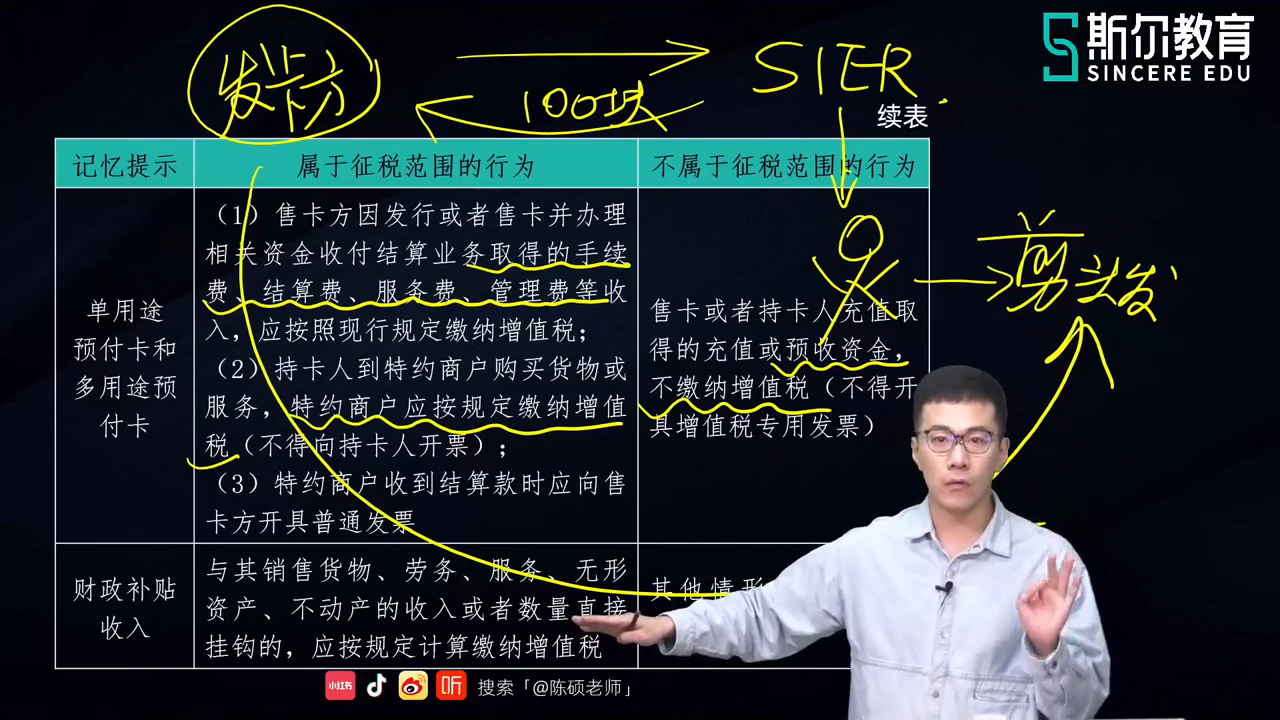 斯尔教育
SINCERE EDU
发卡方
SIER
100块
续表
记忆提示
属于征税范围的行为
不属于征税范围的行为
单用途
预付卡和
多用途预
付卡
(1)售卡方因发行或者售卡并办理
相关资金收付结算业务取得的手续
费、结算费、服务费、管理费等收
入,应按照现行规定缴纳增值税;
(2)持卡人到特约商户购买货物或
服务,特约商户应按规定缴纳增值
税(不得向持卡人开票);
(3)特约商户收到结算款时应向售
卡方开具普通发票
售卡或者持卡人充值取
得的充值或预收资金,
不缴纳增值税(不得开
具增值税专用发票)
剪头发
财政补贴
收入
与其销售货物、劳务、服务、无形
资产、不动产的收入或者数量直接
挂钩的,应按规定计算缴纳增值税
其他情形
小红书
听
搜索「@陈硕老师」